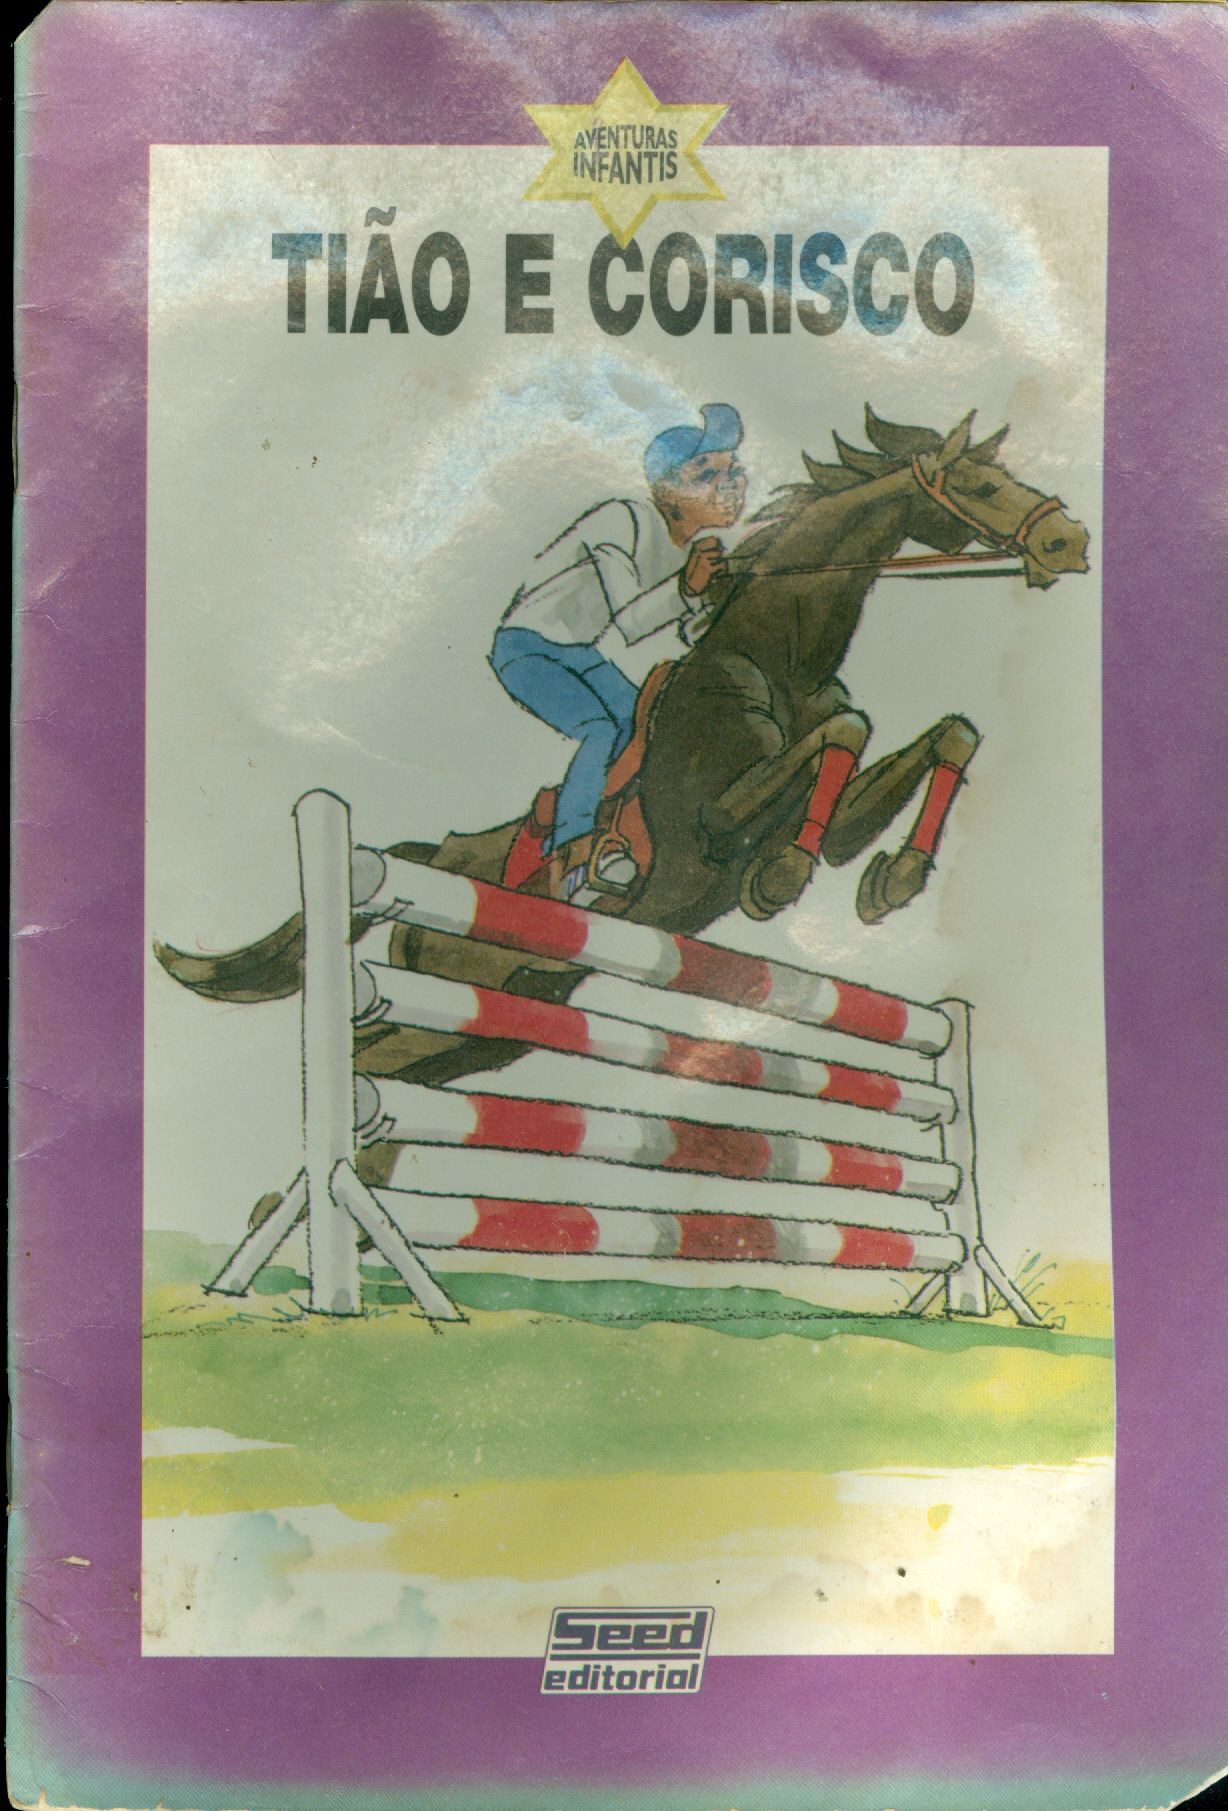 AVENTURAS
INFANTIS
TIÃO E CORISCO
Seed
editorial